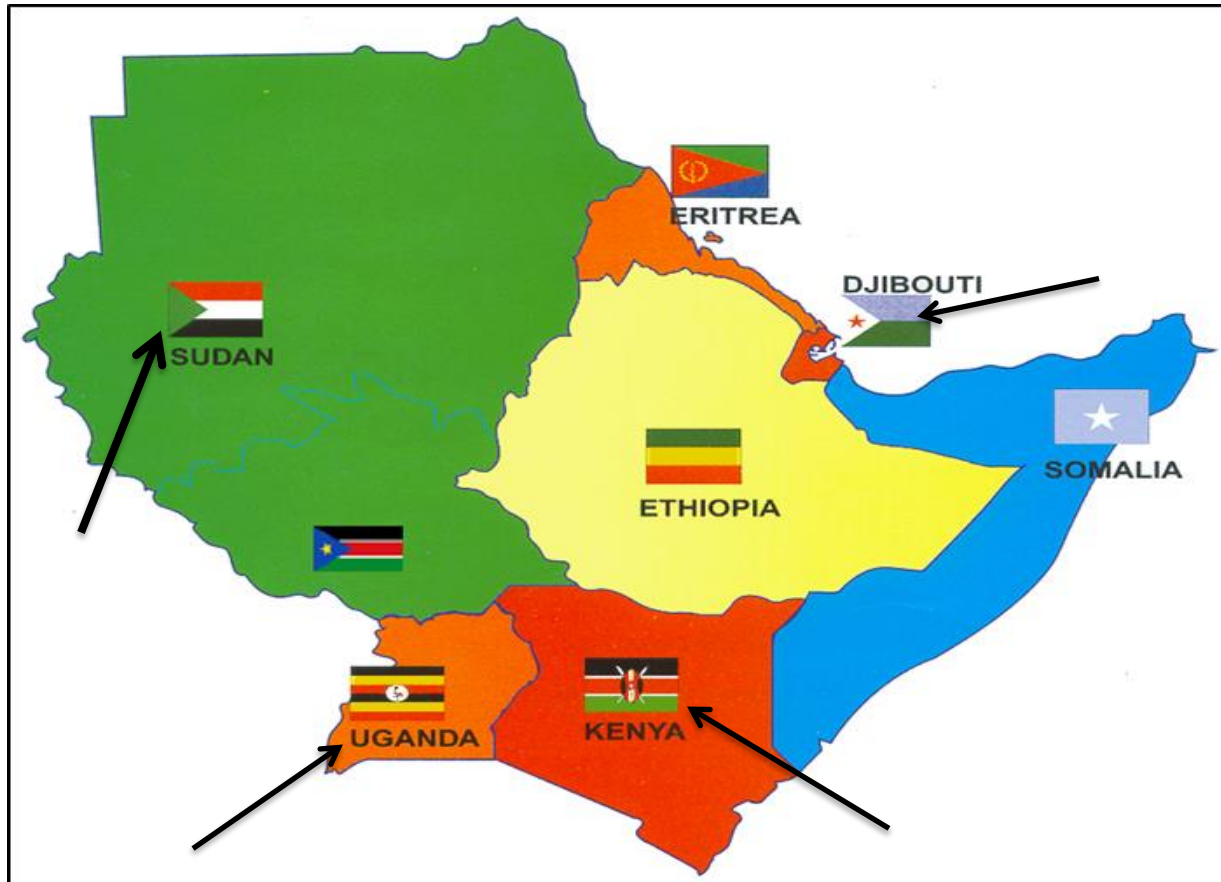 ERITREA
DJIBOUTI
SUDAN
SOMALIA
ETHIOPIA
UGANDA
KENYA